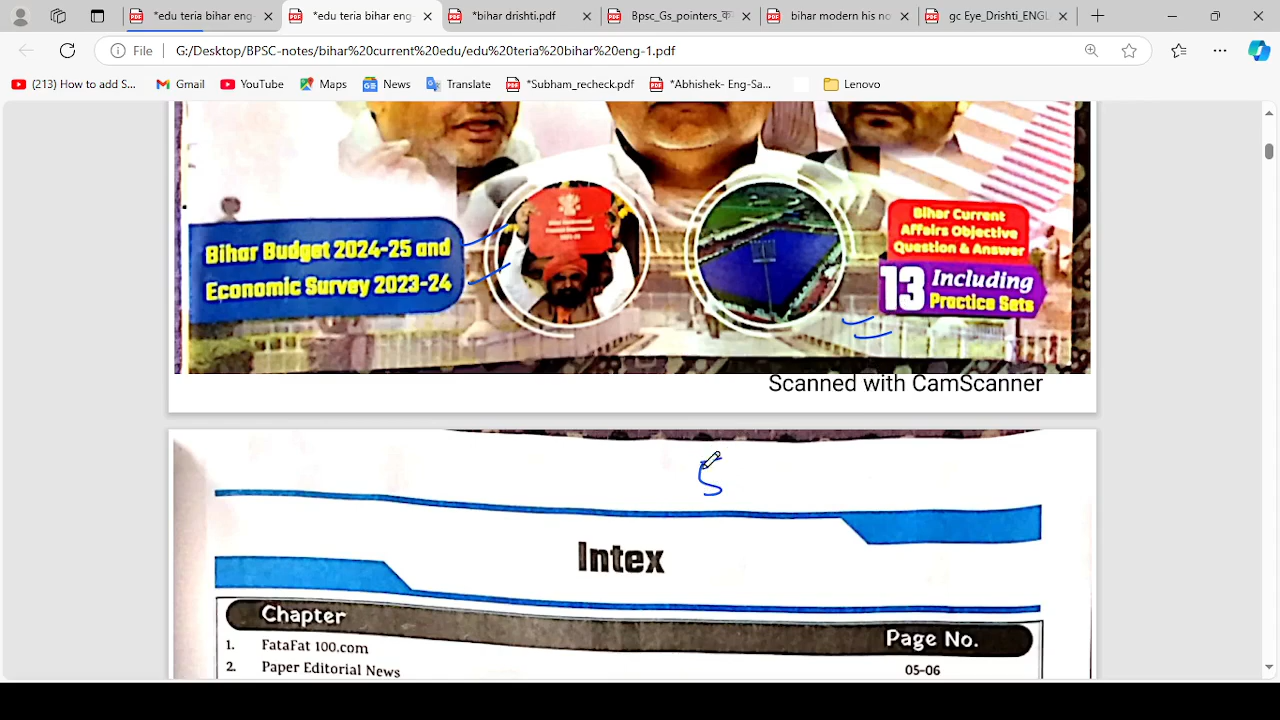 *edu teria bihareng-
*edu teria bihar eng-
*bihar drishti.pdf
Bpsc_Gs_pointers_
bihar modern his no
gc Eye_Drishti_ENGL
File
G:/Desktop/BPSC-notes/bihar%20current%20edu/edu%20teria%20bihar%20eng-1.pdf
(213) How to add S...
Gmail
YouTube
Maps
News
Translate
*Subham_recheck.pdf
*Abhishek- Eng-Sa...
Lenovo
Bihar Budget 2024-25 and
Economic Survey 2023-24
Bihar Current
Affairs Objective
Question & Answer
13 Including
Practice Sets
Scanned with CamScanner
5
Intex
Chapter
Page No.
1. FataFat 100.com
2. Paper Editorial News
05-06